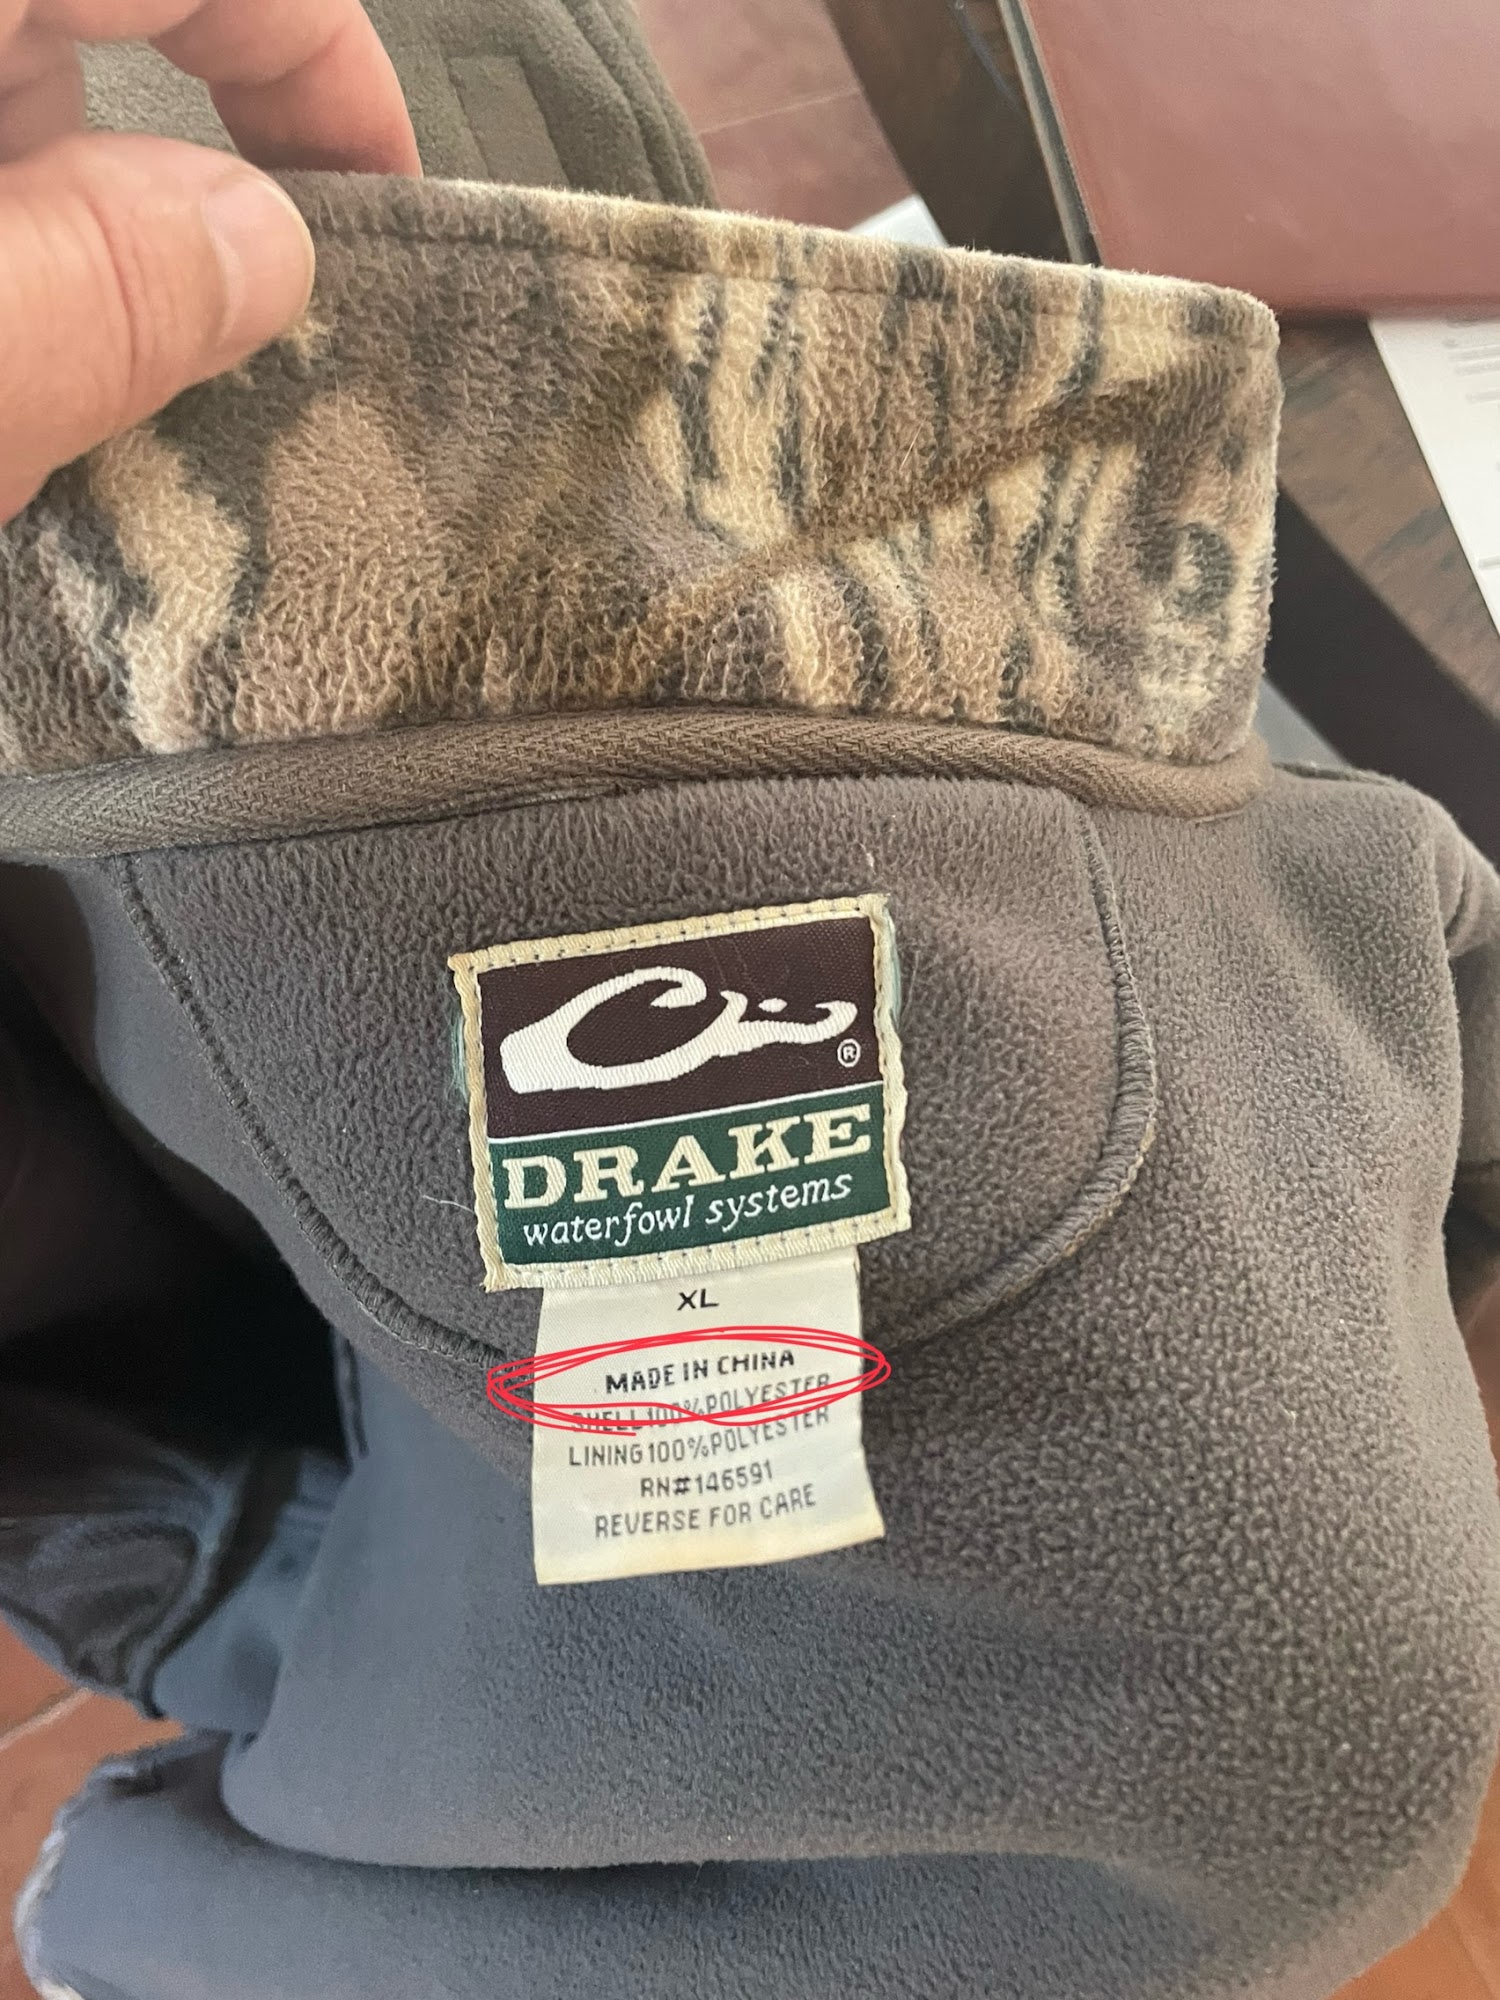 ®
DRAKE
waterfowl systems
XL
MADE IN CHINA
SHELL 100%POLYESTER
LINING 100%POLYESTER
RN#146591
REVERSE FOR CARE